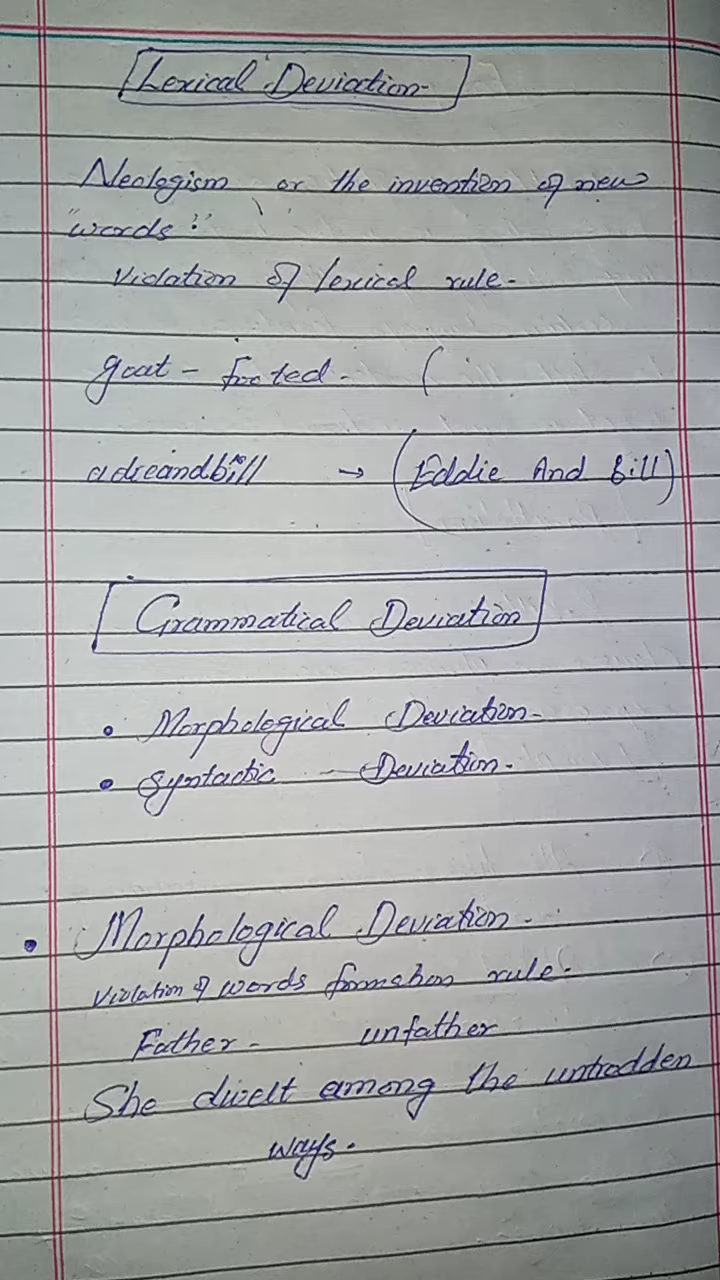 Lexical Deviation-
Neologism or the invention of new
"words"
Violation of lexical rule-
goat - footed. (
adieandbill → (Eddie And Bill)
Grammatical Deviation
• Morphological Deviation-
• Syntactic - Deviation.
• Morphological Deviation-
Violation of words formation rule.
Father- unfather
She dwelt among the untrodden
ways.